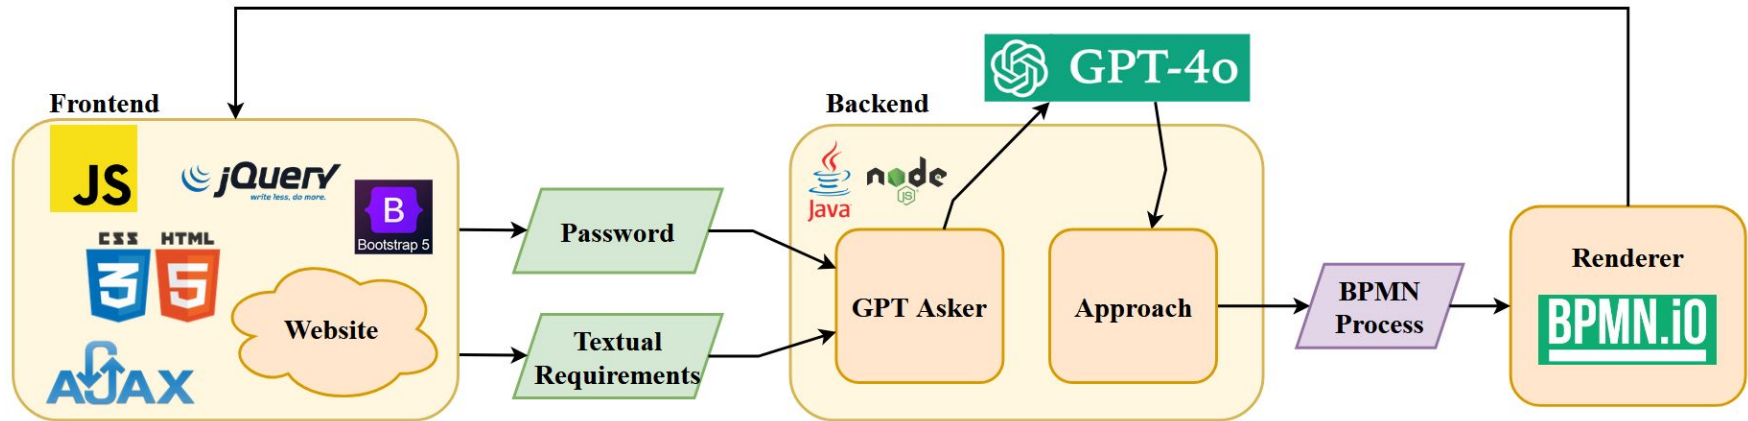 Frontend
JS
jQuery
write less, do more.
B
Bootstrap 5
CSS
3
HTML
5
Website
AJAX
Password
Textual
Requirements
Backend
Java
node
JS
GPT-4o
GPT Asker
Approach
BPMN
Process
Renderer
BPMN.iO